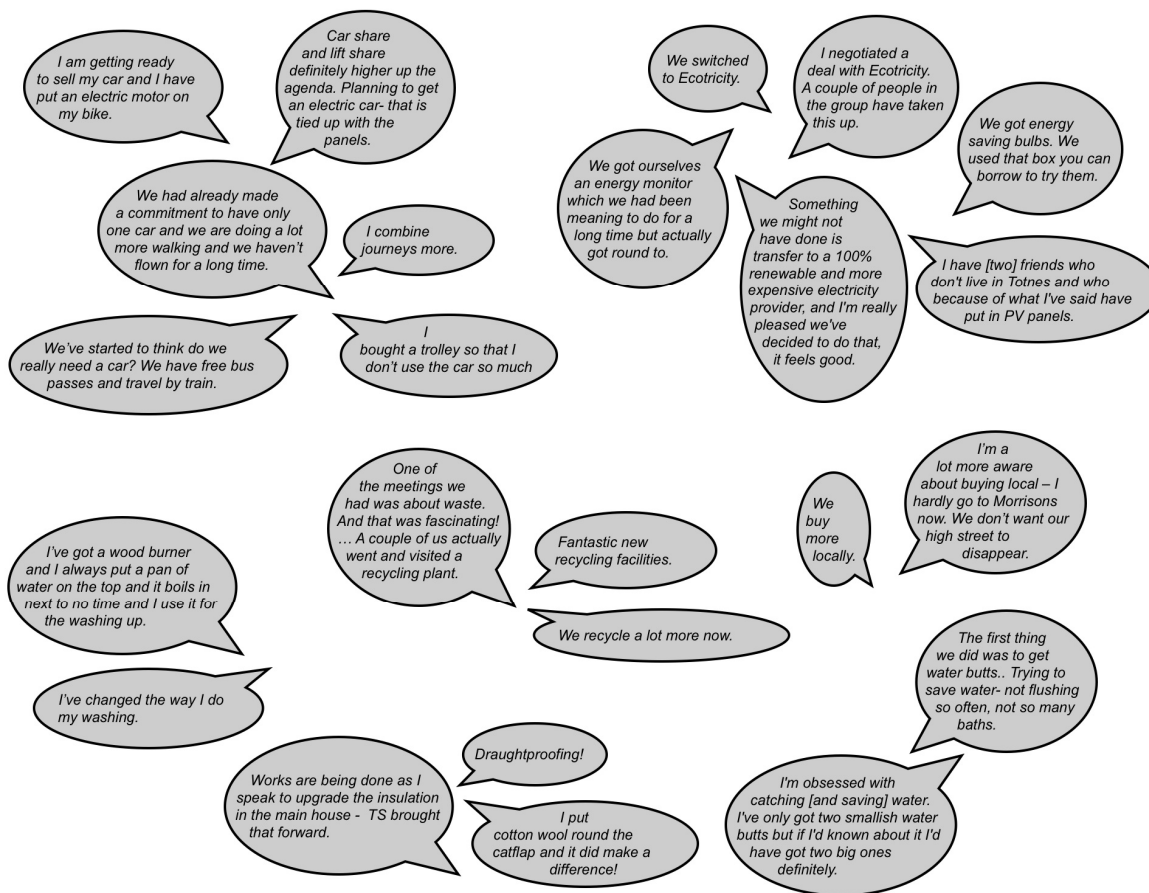 I am getting ready
to sell my car and I have
put an electric motor on
my bike.
Car share
and lift share
definitely higher up the
agenda. Planning to get
an electric car- that is
tied up with the
panels.
We had already made
a commitment to have only
one car and we are doing a lot
more walking and we haven’t
flown for a long time.
I combine
journeys more.
We’ve started to think do we
really need a car? We have free bus
passes and travel by train.
I
bought a trolley so that I
don’t use the car so much
We switched
to Ecotricity.
I negotiated a
deal with Ecotricity.
A couple of people in
the group have taken
this up.
We got energy
saving bulbs. We
used that box you can
borrow to try them.
We got ourselves
an energy monitor
which we had been
meaning to do for a
long time but actually
got round to.
Something
we might not
have done is
transfer to a 100%
renewable and more
expensive electricity
provider, and I'm really
pleased we've
decided to do that,
it feels good.
I have [two] friends who
don't live in Totnes and who
because of what I've said have
put in PV panels.
One of
the meetings we
had was about waste.
And that was fascinating!
… A couple of us actually
went and visited a
recycling plant.
Fantastic new
recycling facilities.
We recycle a lot more now.
We
buy
more
locally.
I’m a
lot more aware
about buying local – I
hardly go to Morrisons
now. We don’t want our
high street to
disappear.
I’ve got a wood burner
and I always put a pan of
water on the top and it boils in
next to no time and I use it for
the washing up.
I’ve changed the way I do
my washing.
Works are being done as I
speak to upgrade the insulation
in the main house - TS brought
that forward.
Draughtproofing!
I put
cotton wool round the
catflap and it did make a
difference!
The first thing
we did was to get
water butts.. Trying to
save water- not flushing
so often, not so many
baths.
I'm obsessed with
catching [and saving] water.
I've only got two smallish water
butts but if I'd known about it I'd
have got two big ones
definitely.